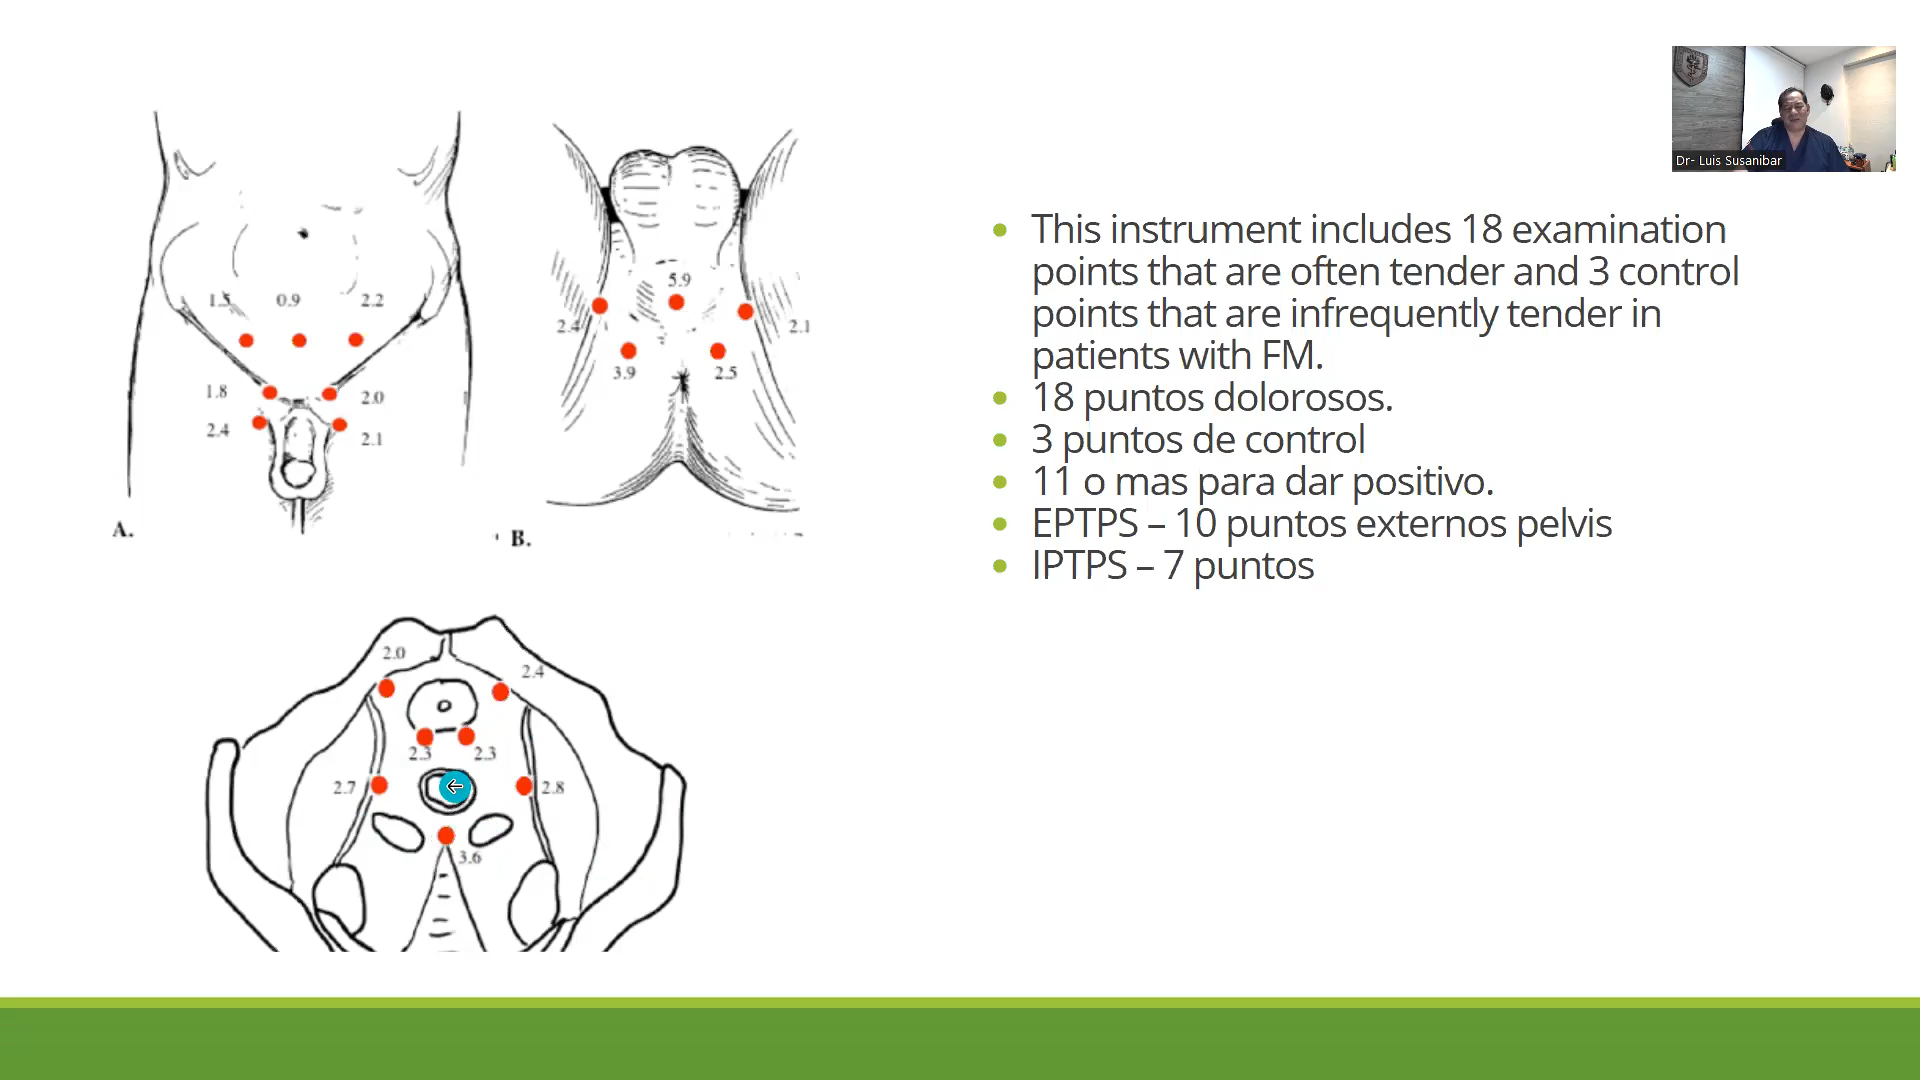 Dr- Luis Susanibar
1.5 0.9 2.2
1.8 2.0
2.4 2.1
A.
5.9
2.4 2.1
3.9 2.5
B.
2.0
2.4
2.3 2.3
2.7 2.8
3.6
This instrument includes 18 examination
points that are often tender and 3 control
points that are infrequently tender in
patients with FM.
18 puntos dolorosos.
3 puntos de control
11 o mas para dar positivo.
EPTPS – 10 puntos externos pelvis
IPTPS – 7 puntos